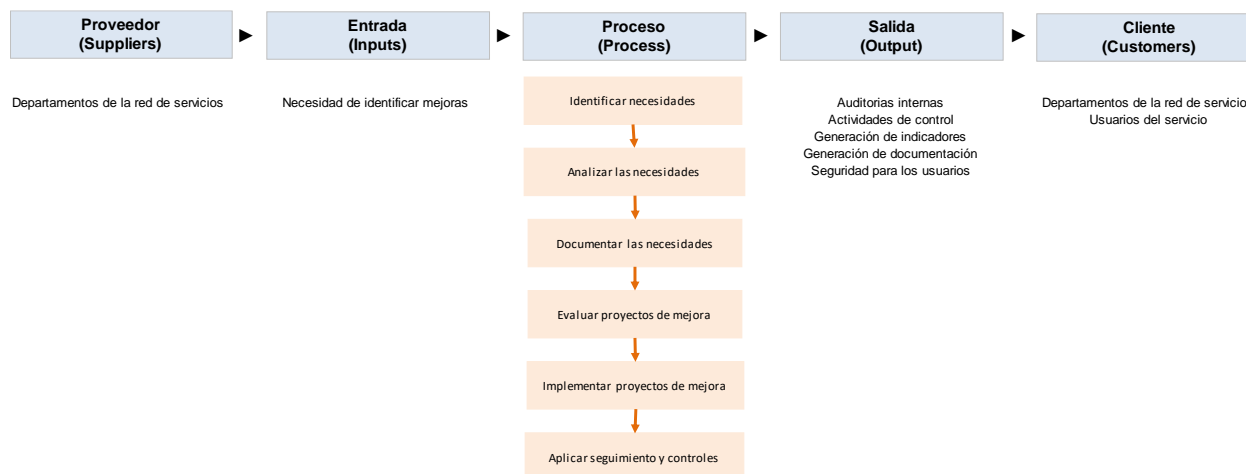 Proveedor
(Suppliers)
Entrada
(Inputs)
Proceso
(Process)
Salida
(Output)
Cliente
(Customers)
Departamentos de la red de servicios
Necesidad de identificar mejoras
Identificar necesidades
Analizar las necesidades
Documentar las necesidades
Evaluar proyectos de mejora
Implementar proyectos de mejora
Aplicar seguimiento y controles
Auditorias internas
Actividades de control
Generación de indicadores
Generación de documentación
Seguridad para los usuarios
Departamentos de la red de servicio
Usuarios del servicio